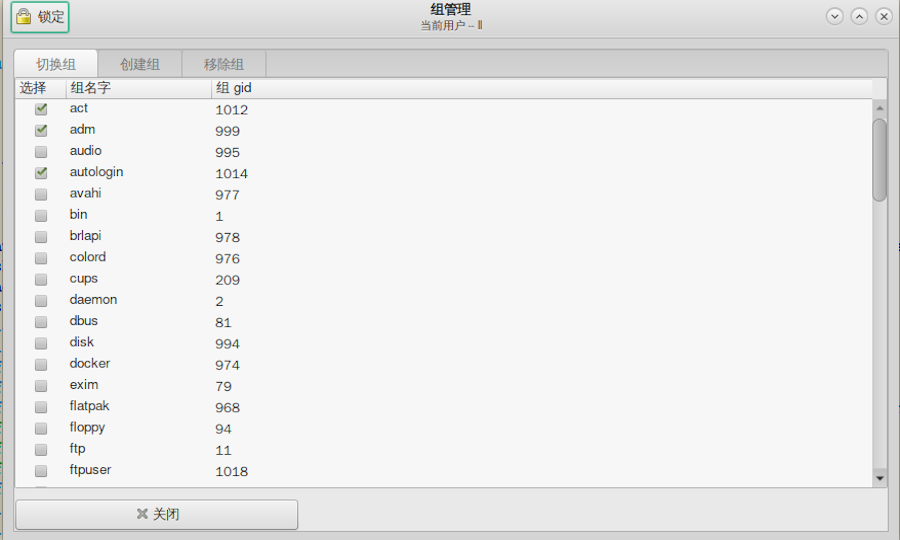 锁定
组管理
当前用户 -- ll
切换组 创建组 移除组
选择 组名字 组 gid
act 1012
adm 999
audio 995
autologin 1014
avahi 977
bin 1
brlapi 978
colord 976
cups 209
daemon 2
dbus 81
disk 994
docker 974
exim 79
flatpak 968
floppy 94
ftp 11
ftpuser 1018
关闭